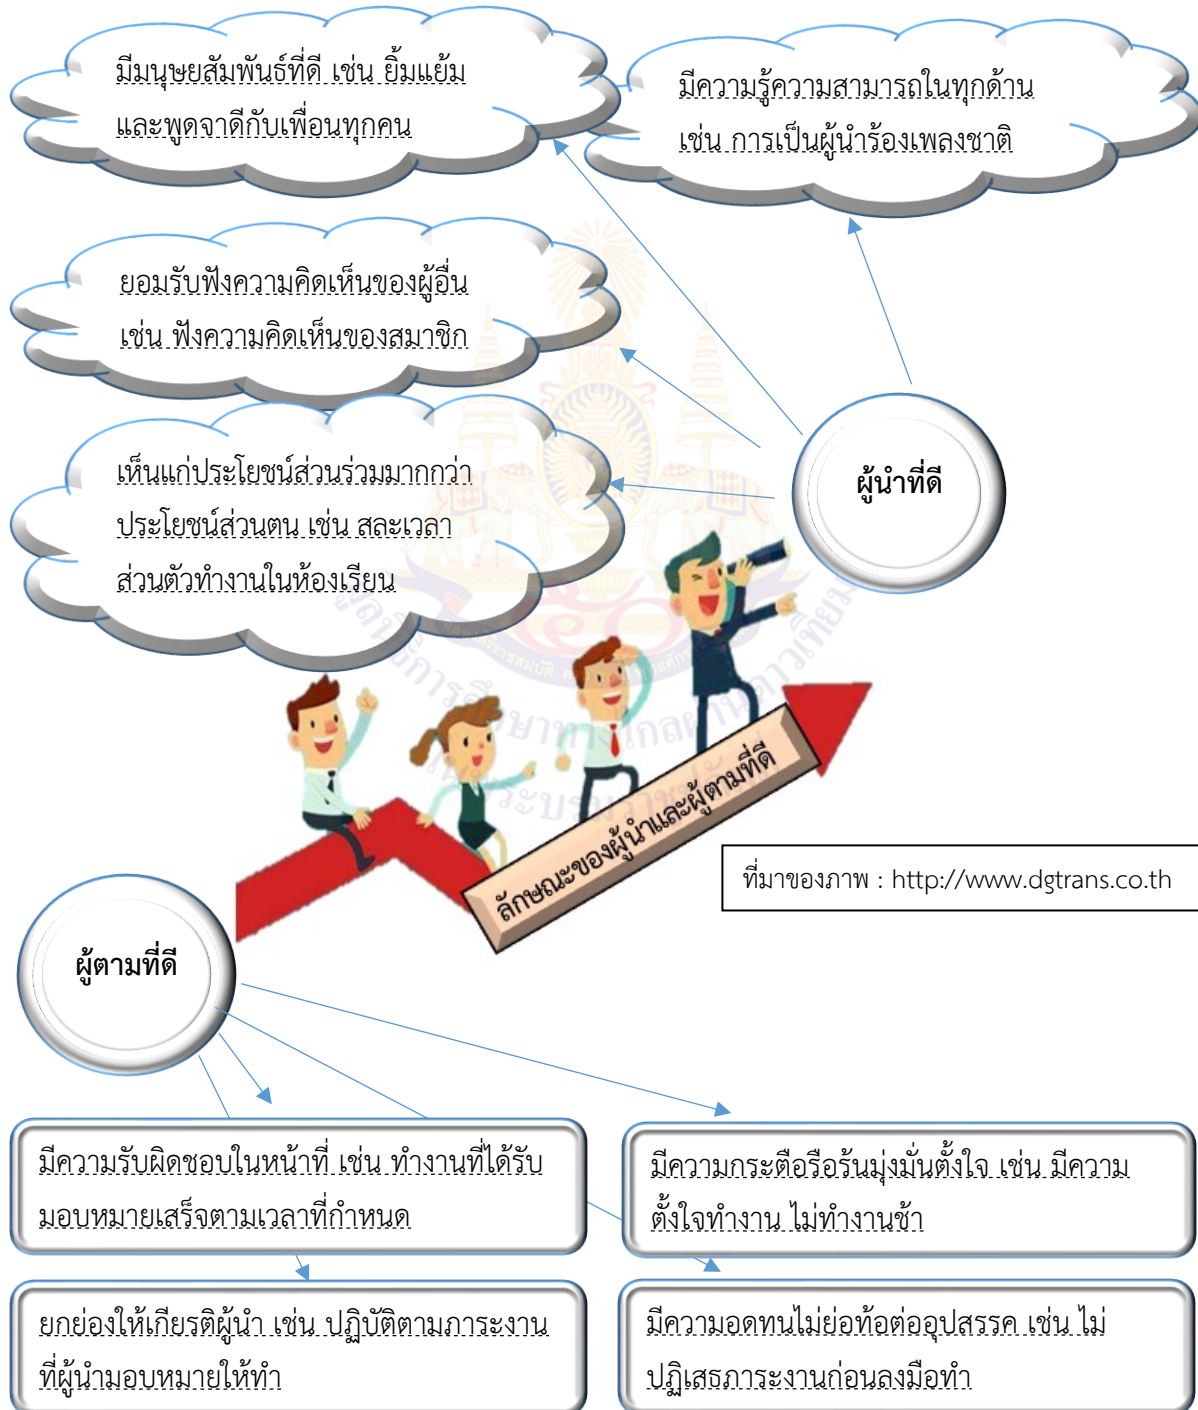 มีมนุษยสัมพันธ์ที่ดี เช่น ยิ้มแย้ม
และพูดจาดีกับเพื่อนทุกคน
มีความรู้ความสามารถในทุกด้าน
เช่น การเป็นผู้นำร้องเพลงชาติ
ยอมรับฟังความคิดเห็นของผู้อื่น
เช่น ฟังความคิดเห็นของสมาชิก
เห็นแก่ประโยชน์ส่วนร่วมมากกว่า
ประโยชน์ส่วนตน เช่น สละเวลา
ส่วนตัวทำงานในห้องเรียน
ผู้นำที่ดี
ลักษณะของผู้นำและผู้ตามที่ดี
ที่มาของภาพ : http://www.dgtrans.co.th
ผู้ตามที่ดี
มีความรับผิดชอบในหน้าที่ เช่น ทำงานที่ได้รับ
มอบหมายเสร็จตามเวลาที่กำหนด
มีความกระตือรือร้นมุ่งมั่นตั้งใจ เช่น มีความ
ตั้งใจทำงาน ไม่ทำงานช้า
ยกย่องให้เกียรติผู้นำ เช่น ปฏิบัติตามภาระงาน
ที่ผู้นำมอบหมายให้ทำ
มีความอดทนไม่ย่อท้อต่ออุปสรรค เช่น ไม่
ปฏิเสธภาระงานก่อนลงมือทำ